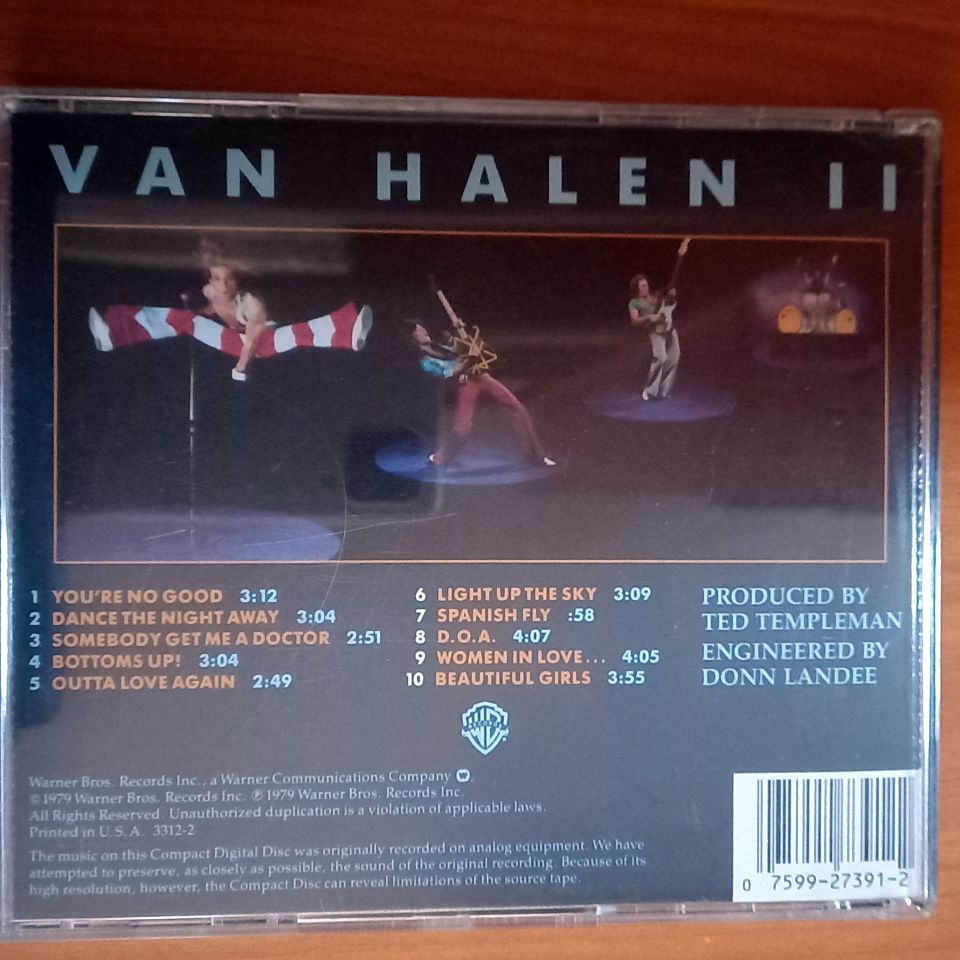 VAN HALEN II
1 YOU'RE NO GOOD 3:12
2 DANCE THE NIGHT AWAY 3:04
3 SOMEBODY GET ME A DOCTOR 2:51
4 BOTTOMS UP! 3:04
5 OUTTA LOVE AGAIN 2:49
6 LIGHT UP THE SKY 3:09
7 SPANISH FLY :58
8 D.O.A. 4:07
9 WOMEN IN LOVE... 4:05
10 BEAUTIFUL GIRLS 3:55
PRODUCED BY
TED TEMPLEMAN
ENGINEERED BY
DONN LANDEE
WB
RECORDS
Warner Bros. Records Inc., a Warner Communications Company
©1979 Warner Bros. Records Inc. ℗1979 Warner Bros. Records Inc.
All Rights Reserved. Unauthorized duplication is a violation of applicable laws.
Printed in U.S.A. 3312-2
The music on this Compact Digital Disc was originally recorded on analog equipment. We have
attempted to preserve, as closely as possible, the sound of the original recording. Because of its
high resolution, however, the Compact Disc can reveal limitations of the source tape.
0 7599-27391-2